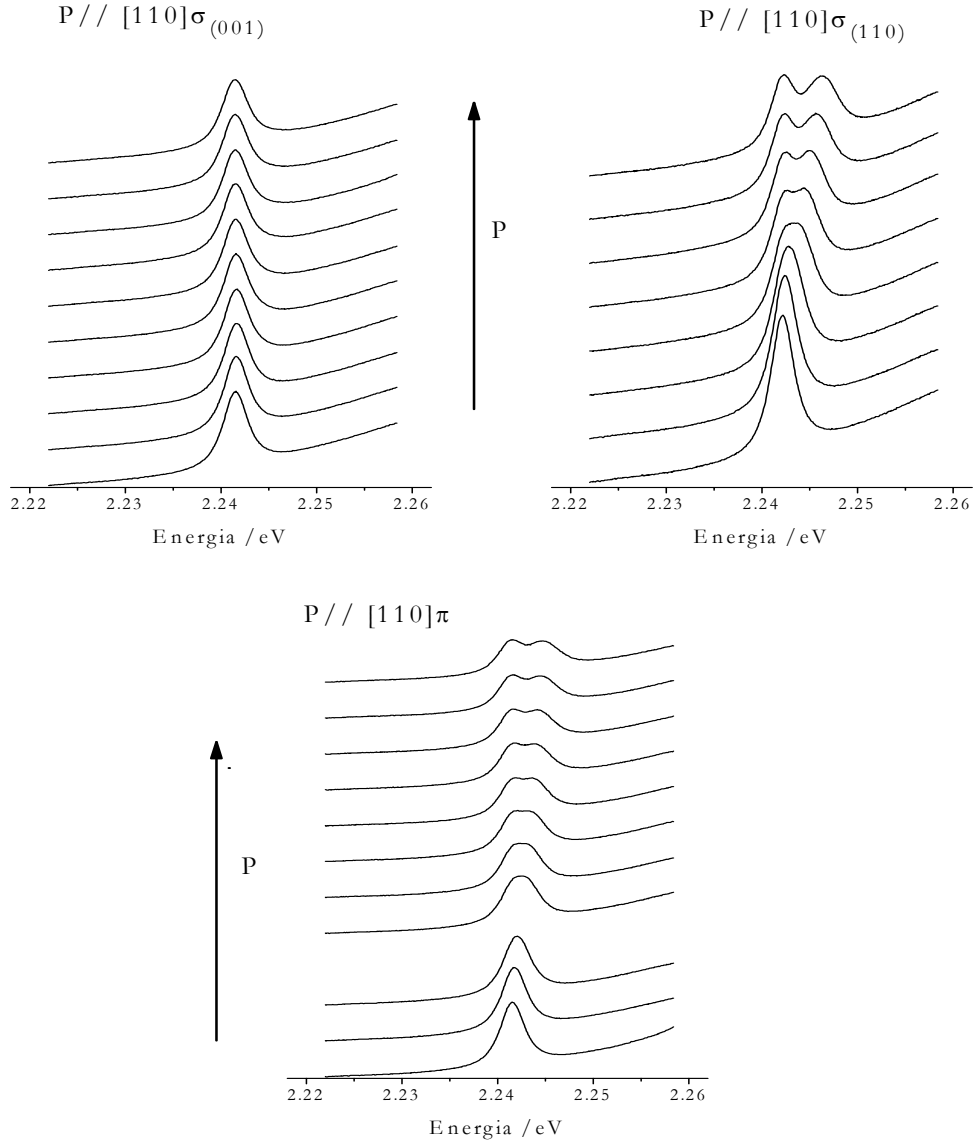 P// [110]σ(001)
P// [110]σ(110)
P
2.22 2.23 2.24 2.25 2.26
Energia /eV
2.22 2.23 2.24 2.25 2.26
Energia /eV
P// [110]π
P
2.22 2.23 2.24 2.25 2.26
Energia /eV